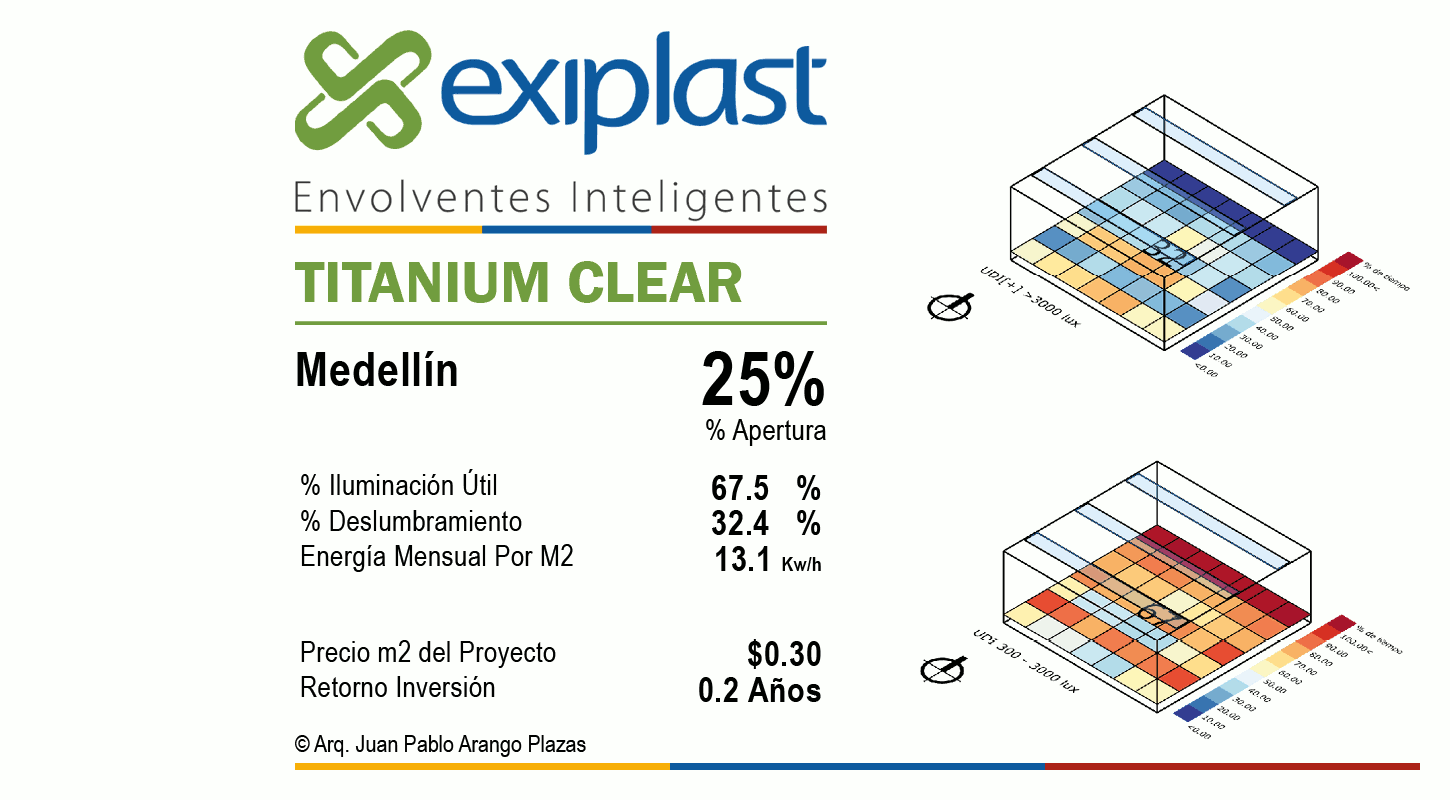 exiplast
Envolventes Inteligentes
TITANIUM CLEAR
Medellín
25%
% Apertura
% Iluminación Útil 67.5 %
% Deslumbramiento 32.4 %
Energía Mensual Por M2 13.1 Kw/h
Precio m2 del Proyecto $0.30
Retorno Inversión 0.2 Años
© Arq. Juan Pablo Arango Plazas
UDI[+] >3000 lux
% de tiempo
100.00<
90.00
80.00
70.00
60.00
50.00
40.00
30.00
20.00
10.00
<0.00
67
UDi 300 - 3000 lux
% de tiempo
100.00<
90.00
80.00
70.00
60.00
50.00
40.00
30.00
20.00
10.00
<0.00